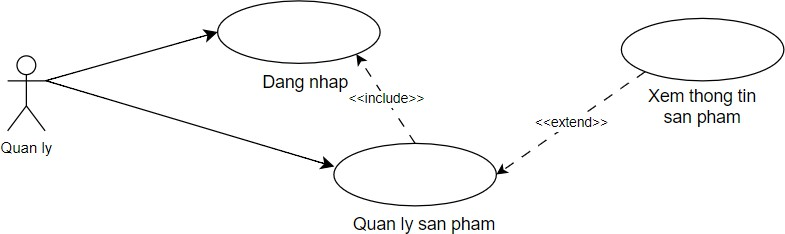 Dang nhap
Xem thong tin
san pham
<<include>>
<<extend>>
Quan ly
Quan ly san pham